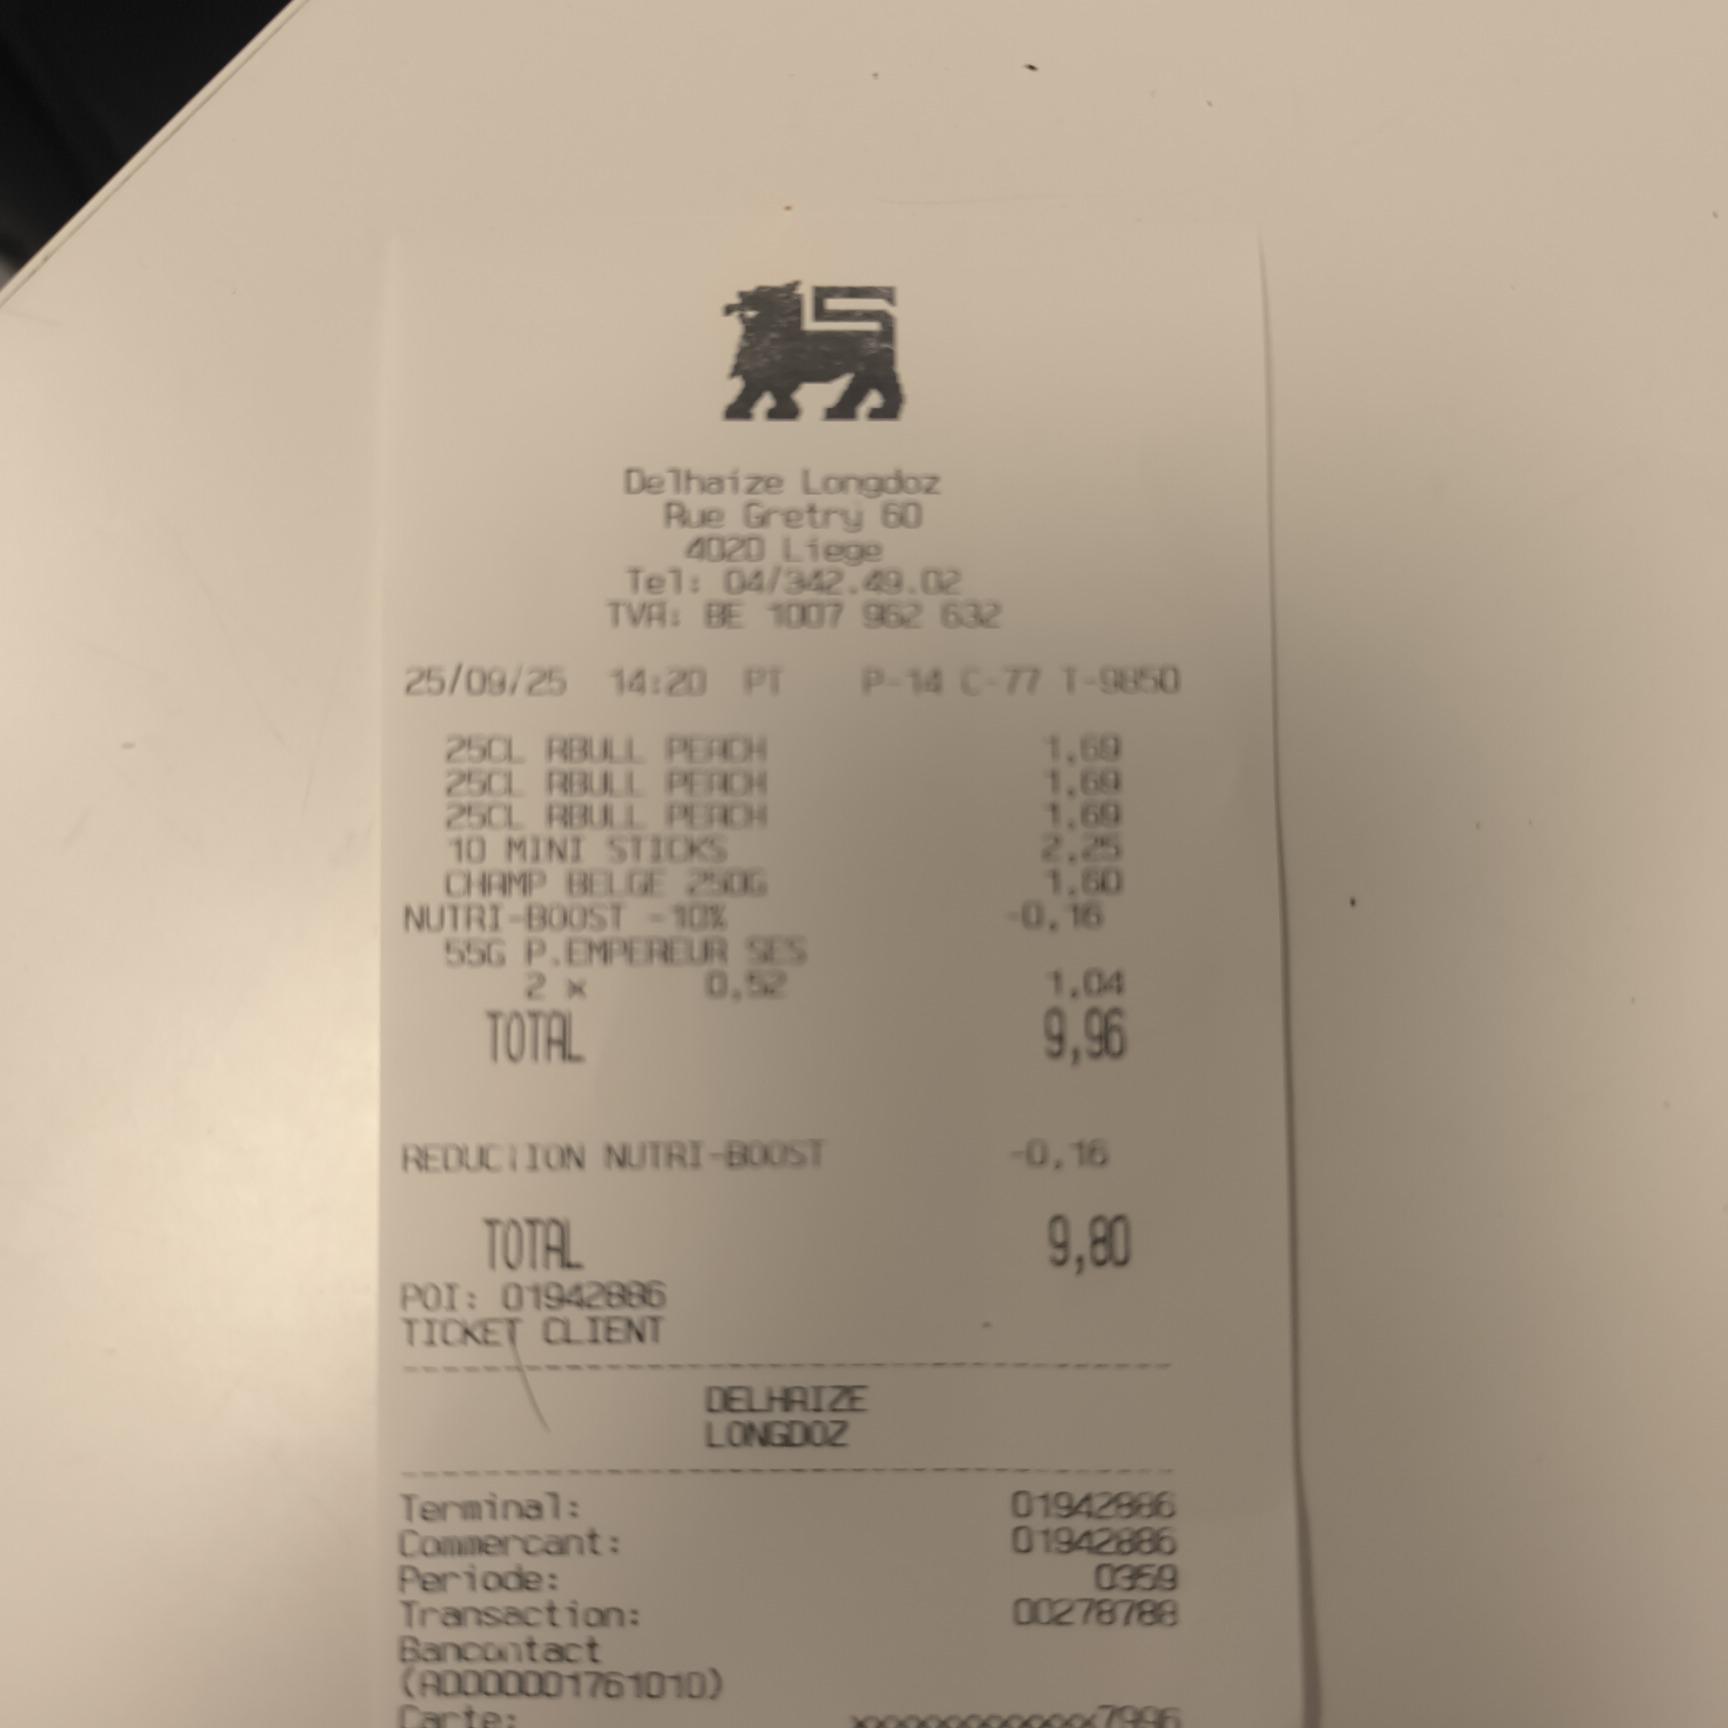 Delhaize Longdoz
Rue Gretry 60
4020 Liege
Tel: 04/342.49.02
TVA: BE 1007 962 632
25/09/25 14:20 PT P-14 C-77 T-9850
25CL RBULL PEACH 1,69
25CL RBULL PEACH 1,69
25CL RBULL PEACH 1,69
10 MINI STICKS 2,25
CHAMP BELGE 250G 1,60
NUTRI-BOOST -10% -0,16
55G P.EMPEREUR SES
2 x 0,52 1,04
TOTAL 9,96
REDUCTION NUTRI-BOOST -0,16
TOTAL 9,80
POI: 01942886
TICKET CLIENT
DELHAIZE
LONGDOZ
Terminal: 01942886
Commercant: 01942886
Periode: 0359
Transaction: 00278788
Bancontact
(A0000001761010)
Carte: xxxxxxxxxxxxx7996